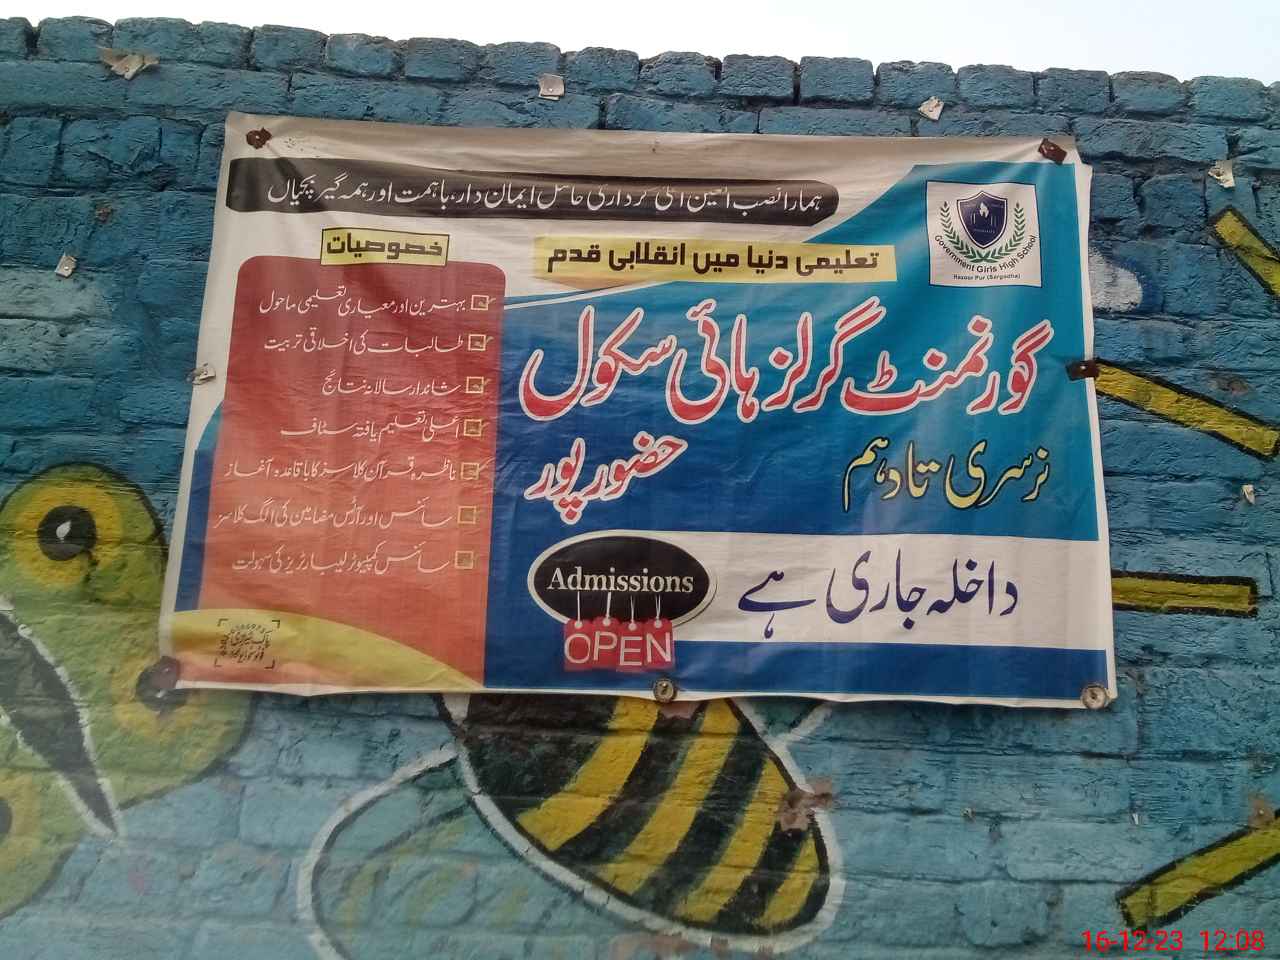 ہمارا نصب العین اعلیٰ کردار کی حامل ایمان دار، باہمت اور ہمہ گیر بچیاں
Government Girls High School
Hazoor Pur (Sargodha)
تعلیمی دنیا میں انقلابی قدم
گورنمنٹ گرلز ہائی سکول
حضور پور
نرسری تا دہم
داخلہ جاری ہے
Admissions
OPEN
خصوصیات
بہترین اور معیاری تعلیمی ماحول
طالبات کی اخلاقی تربیت
شاندار سالانہ نتائج
اعلیٰ تعلیم یافتہ سٹاف
ناظرہ قرآن کلاسز کا باقاعدہ آغاز
سائنس اور آرٹس مضامین کی الگ کلاسز
سائنس کمپیوٹر لیبارٹریز کی سہولت
16-12-23 12:08